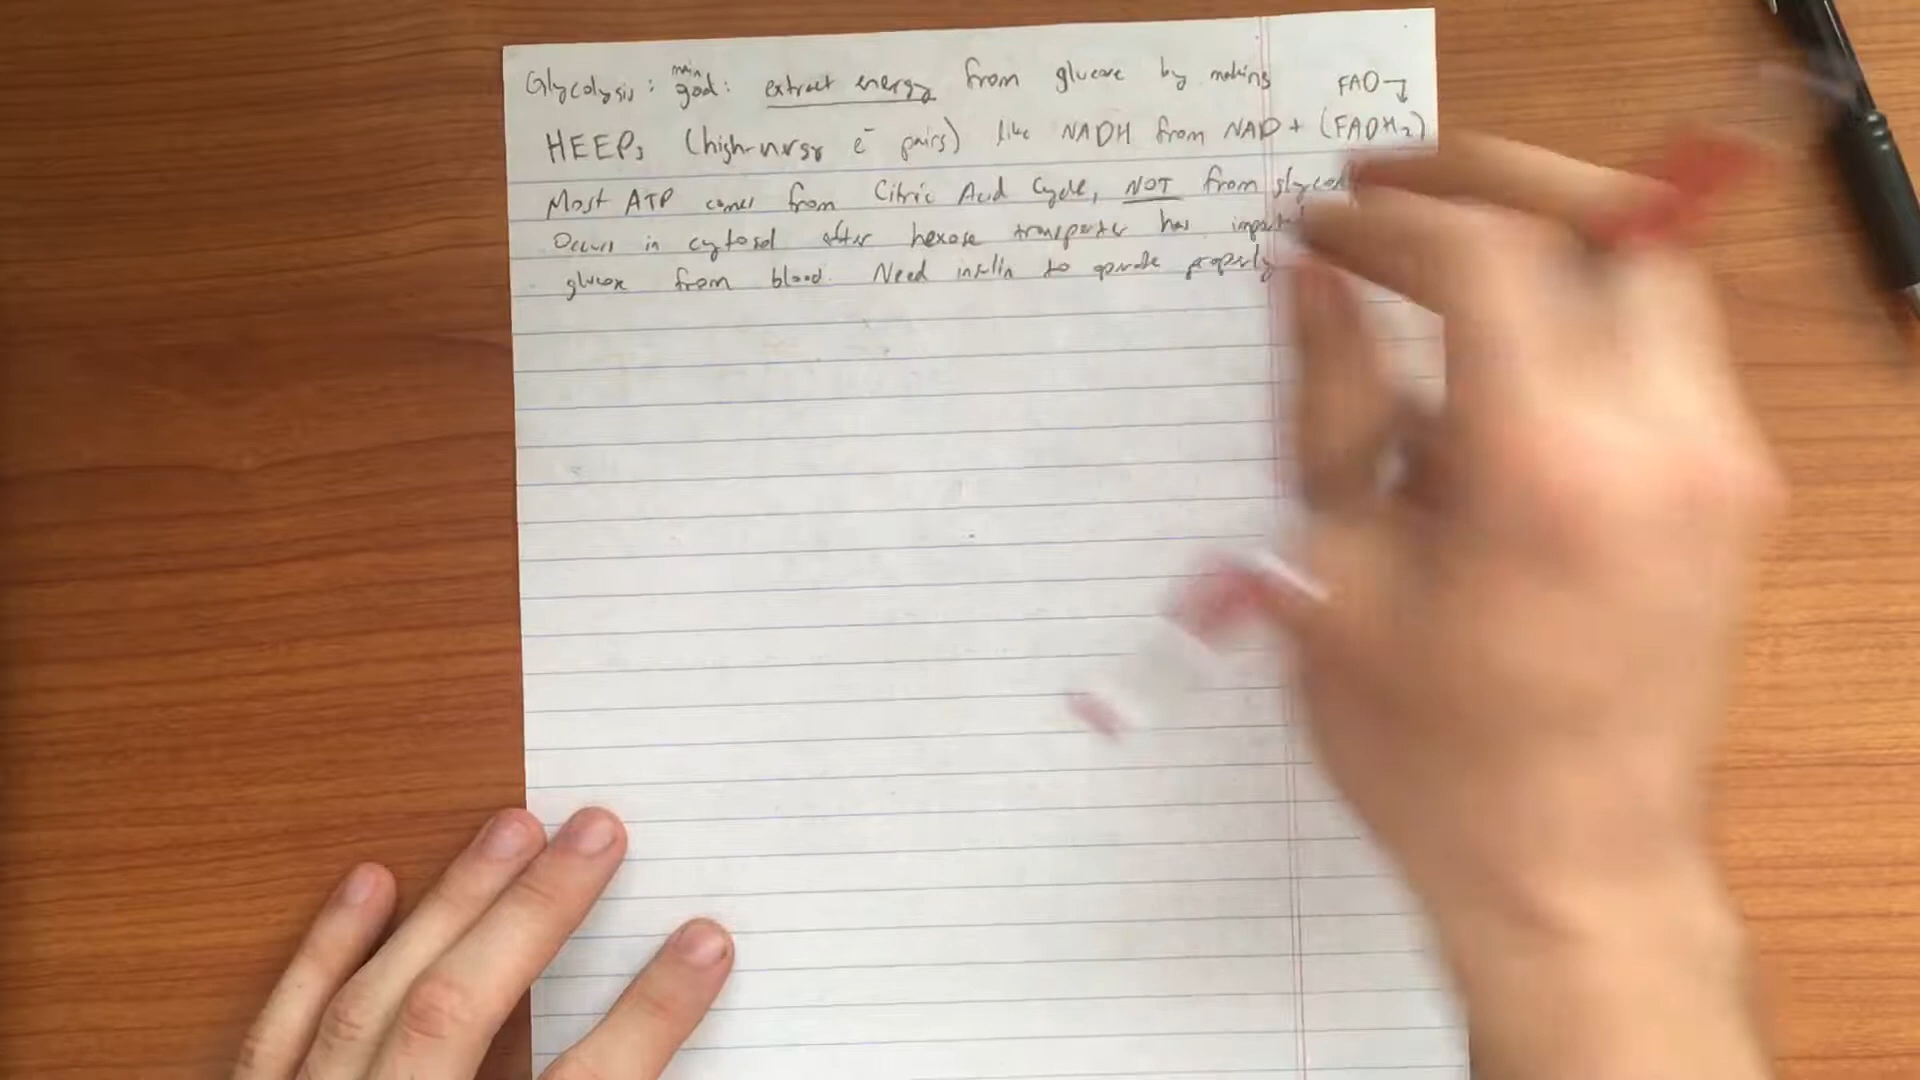 Glycolysis: main goal: extract energy from glucose by making FAD
HEEPs (high-nrgy e⁻ pairs) like NADH from NAD+ (FADH₂)
Most ATP comes from Citric Acid Cycle, NOT from
Occurs in cytosol after hexose transporter has
glucose from blood. Need insulin to operate properly